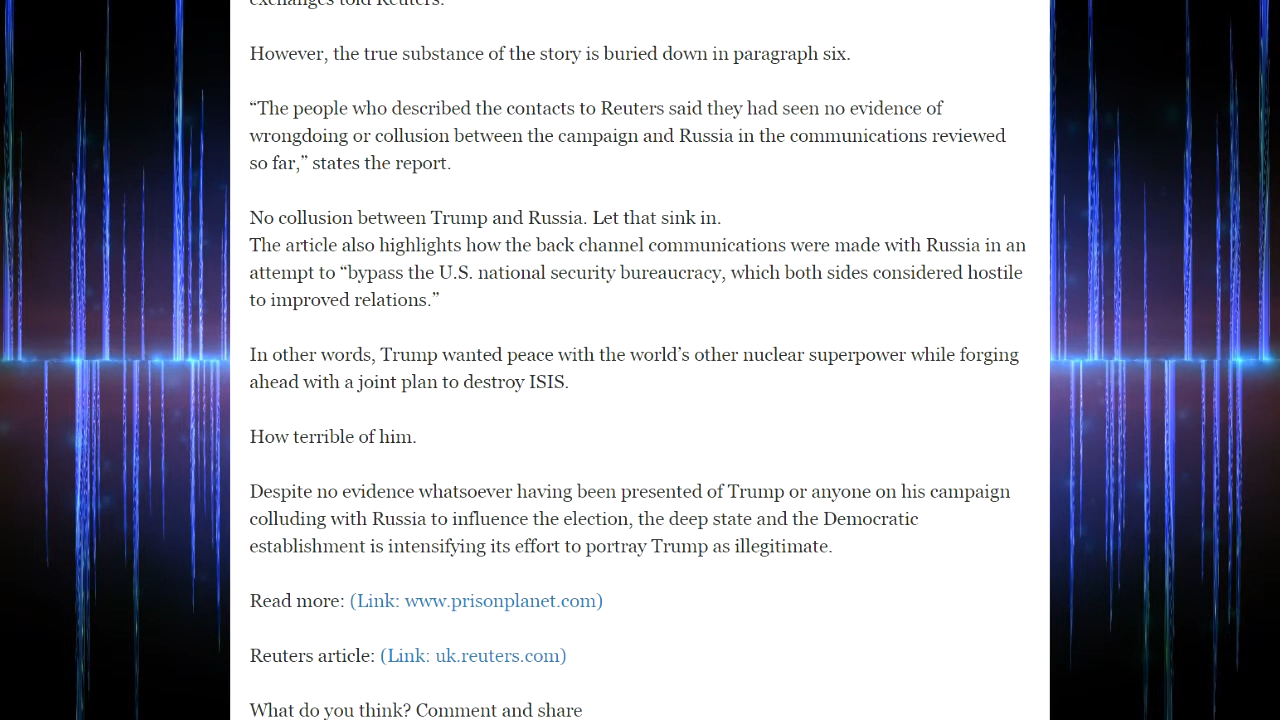 exchanges told Reuters.
However, the true substance of the story is buried down in paragraph six.
“The people who described the contacts to Reuters said they had seen no evidence of
wrongdoing or collusion between the campaign and Russia in the communications reviewed
so far,” states the report.
No collusion between Trump and Russia. Let that sink in.
The article also highlights how the back channel communications were made with Russia in an
attempt to “bypass the U.S. national security bureaucracy, which both sides considered hostile
to improved relations.”
In other words, Trump wanted peace with the world’s other nuclear superpower while forging
ahead with a joint plan to destroy ISIS.
How terrible of him.
Despite no evidence whatsoever having been presented of Trump or anyone on his campaign
colluding with Russia to influence the election, the deep state and the Democratic
establishment is intensifying its effort to portray Trump as illegitimate.
Read more: (Link: www.prisonplanet.com)
Reuters article: (Link: uk.reuters.com)
What do you think? Comment and share